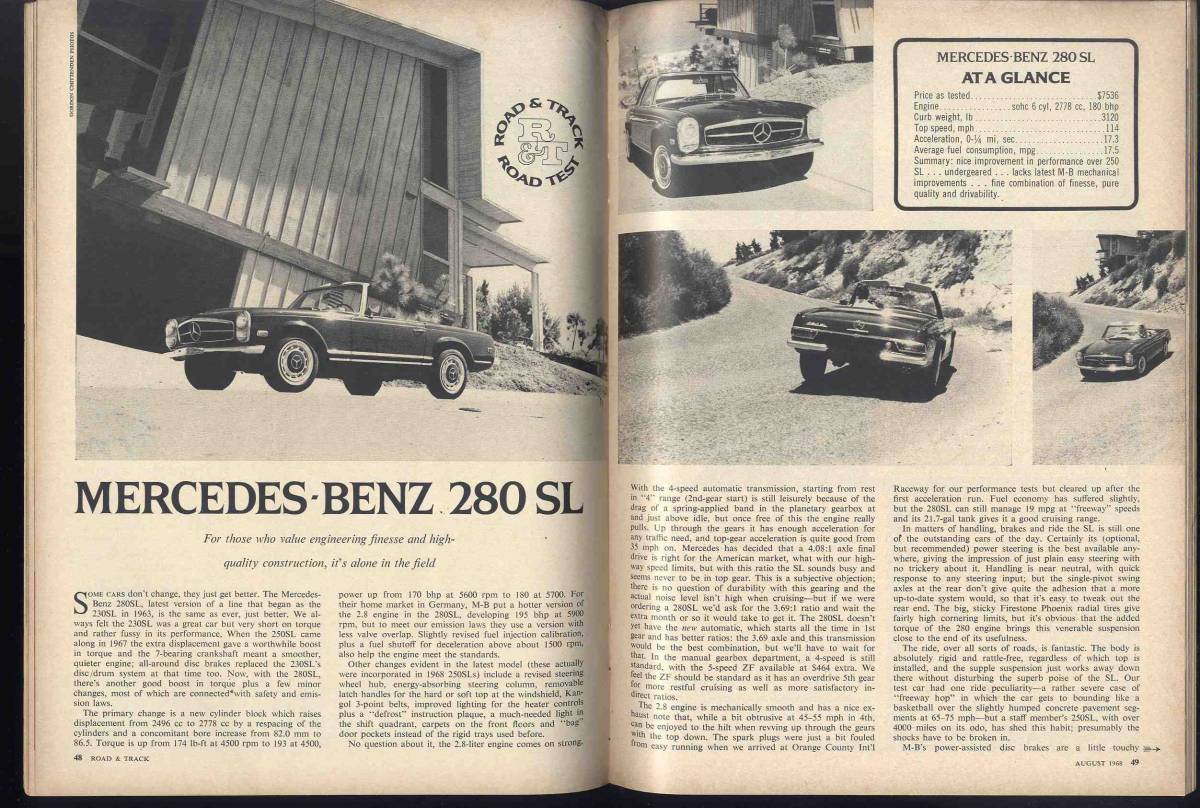 GORDON CHITTENDEN PHOTOS
ROAD & TRACK
R&T
ROAD TEST
MERCEDES-BENZ 280 SL
For those who value engineering finesse and high-
quality construction, it's alone in the field
SOME CARS don't change, they just get better. The Mercedes-
Benz 280SL, latest version of a line that began as the
230SL in 1963, is the same as ever, just better. We al-
ways felt the 230SL was a great car but very short on torque
and rather fussy in its performance. When the 250SL came
along in 1967 the extra displacement gave a worthwhile boost
in torque and the 7-bearing crankshaft meant a smoother,
quieter engine; all-around disc brakes replaced the 230SL's
disc/drum system at that time too. Now, with the 280SL,
there's another good boost in torque plus a few minor
changes, most of which are connected with safety and emis-
sion laws.
The primary change is a new cylinder block which raises
displacement from 2496 cc to 2778 cc by a respacing of the
cylinders and a concomitant bore increase from 82.0 mm to
86.5. Torque is up from 174 lb-ft at 4500 rpm to 193 at 4500,
power up from 170 bhp at 5600 rpm to 180 at 5700. For
their home market in Germany, M-B put a hotter version of
the 2.8 engine in the 280SL, developing 195 bhp at 5900
rpm, but to meet our emission laws they use a version with
less valve overlap. Slightly revised fuel injection calibration,
plus a fuel shutoff for deceleration above about 1500 rpm,
also help the engine meet the standards.
Other changes evident in the latest model (these actually
were incorporated in 1968 250SLs) include a revised steering
wheel hub, energy-absorbing steering column, removable
latch handles for the hard or soft top at the windshield, Kan-
gol 3-point belts, improved lighting for the heater controls
plus a "defrost" instruction plaque, a much-needed light in
the shift quadrant, carpets on the front floors and "bag"
door pockets instead of the rigid trays used before.
No question about it, the 2.8-liter engine comes on strong.
48 ROAD & TRACK
MERCEDES-BENZ 280 SL
AT A GLANCE
Price as tested.............................$7536
Engine..................sohc 6 cyl, 2778 cc, 180 bhp
Curb weight, lb.............................3120
Top speed, mph.............................114
Acceleration, 0-¼ mi, sec....................17.3
Average fuel consumption, mpg................17.5
Summary: nice improvement in performance over 250
SL . . . undergeared . . . lacks latest M-B mechanical
improvements . . . fine combination of finesse, pure
quality and drivability.
With the 4-speed automatic transmission, starting from rest
in "4" range (2nd-gear start) is still leisurely because of the
drag of a spring-applied band in the planetary gearbox at
and just above idle, but once free of this the engine really
pulls. Up through the gears it has enough acceleration for
any traffic need, and top-gear acceleration is quite good from
35 mph on. Mercedes has decided that a 4.08:1 axle final
drive is right for the American market, what with our high-
way speed limits, but with this ratio the SL sounds busy and
seems never to be in top gear. This is a subjective objection;
there is no question of durability with this gearing and the
actual noise level isn't high when cruising—but if we were
ordering a 280SL we'd ask for the 3.69:1 ratio and wait the
extra month or so it would take to get it. The 280SL doesn't
yet have the new automatic, which starts all the time in 1st
gear and has better ratios: the 3.69 axle and this transmission
would be the best combination, but we'll have to wait for
that. In the manual gearbox department, a 4-speed is still
standard, with the 5-speed ZF available at $464 extra. We
feel the ZF should be standard as it has an overdrive 5th gear
for more restful cruising as well as more satisfactory in-
direct ratios.
The 2.8 engine is mechanically smooth and has a nice ex-
haust note that, while a bit obtrusive at 45-55 mph in 4th,
can be enjoyed to the hilt when revving up through the gears
with the top down. The spark plugs were just a bit fouled
from easy running when we arrived at Orange County Int'l
Raceway for our performance tests but cleared up after the
first acceleration run. Fuel economy has suffered slightly,
but the 280SL can still manage 19 mpg at "freeway" speeds
and its 21.7-gal tank gives it a good cruising range.
In matters of handling, brakes and ride the SL is still one
of the outstanding cars of the day. Certainly its (optional,
but recommended) power steering is the best available any-
where, giving the impression of just plain easy steering with
no trickery about it. Handling is near neutral, with quick
response to any steering input; but the single-pivot swing
axles at the rear don't give quite the adhesion that a more
up-to-date system would, so that it's easy to tweak out the
rear end. The big, sticky Firestone Phoenix radial tires give
fairly high cornering limits, but it's obvious that the added
torque of the 280 engine brings this venerable suspension
close to the end of its usefulness.
The ride, over all sorts of roads, is fantastic. The body is
absolutely rigid and rattle-free, regardless of which top is
installed, and the supple suspension just works away down
there without disturbing the superb poise of the SL. Our
test car had one ride peculiarity—a rather severe case of
"freeway hop" in which the car gets to bounding like a
basketball over the slightly humped concrete pavement seg-
ments at 65-75 mph—but a staff member's 250SL, with over
4000 miles on its odo, has shed this habit; presumably the
shocks have to be broken in.
M-B's power-assisted disc brakes are a little touchy
AUGUST 1968 49